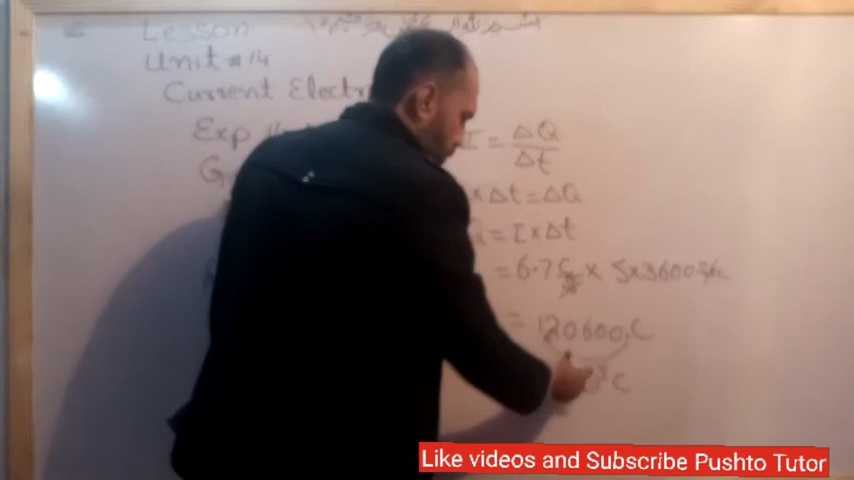 Lesson
Unit # 14
Current Electr
Exp
I = ΔQ/Δt
x Δt = ΔQ
Q = I x Δt
= 6.7 C/s x 5x3600 sec
= 120600. C
C
Like videos and Subscribe Pushto Tutor